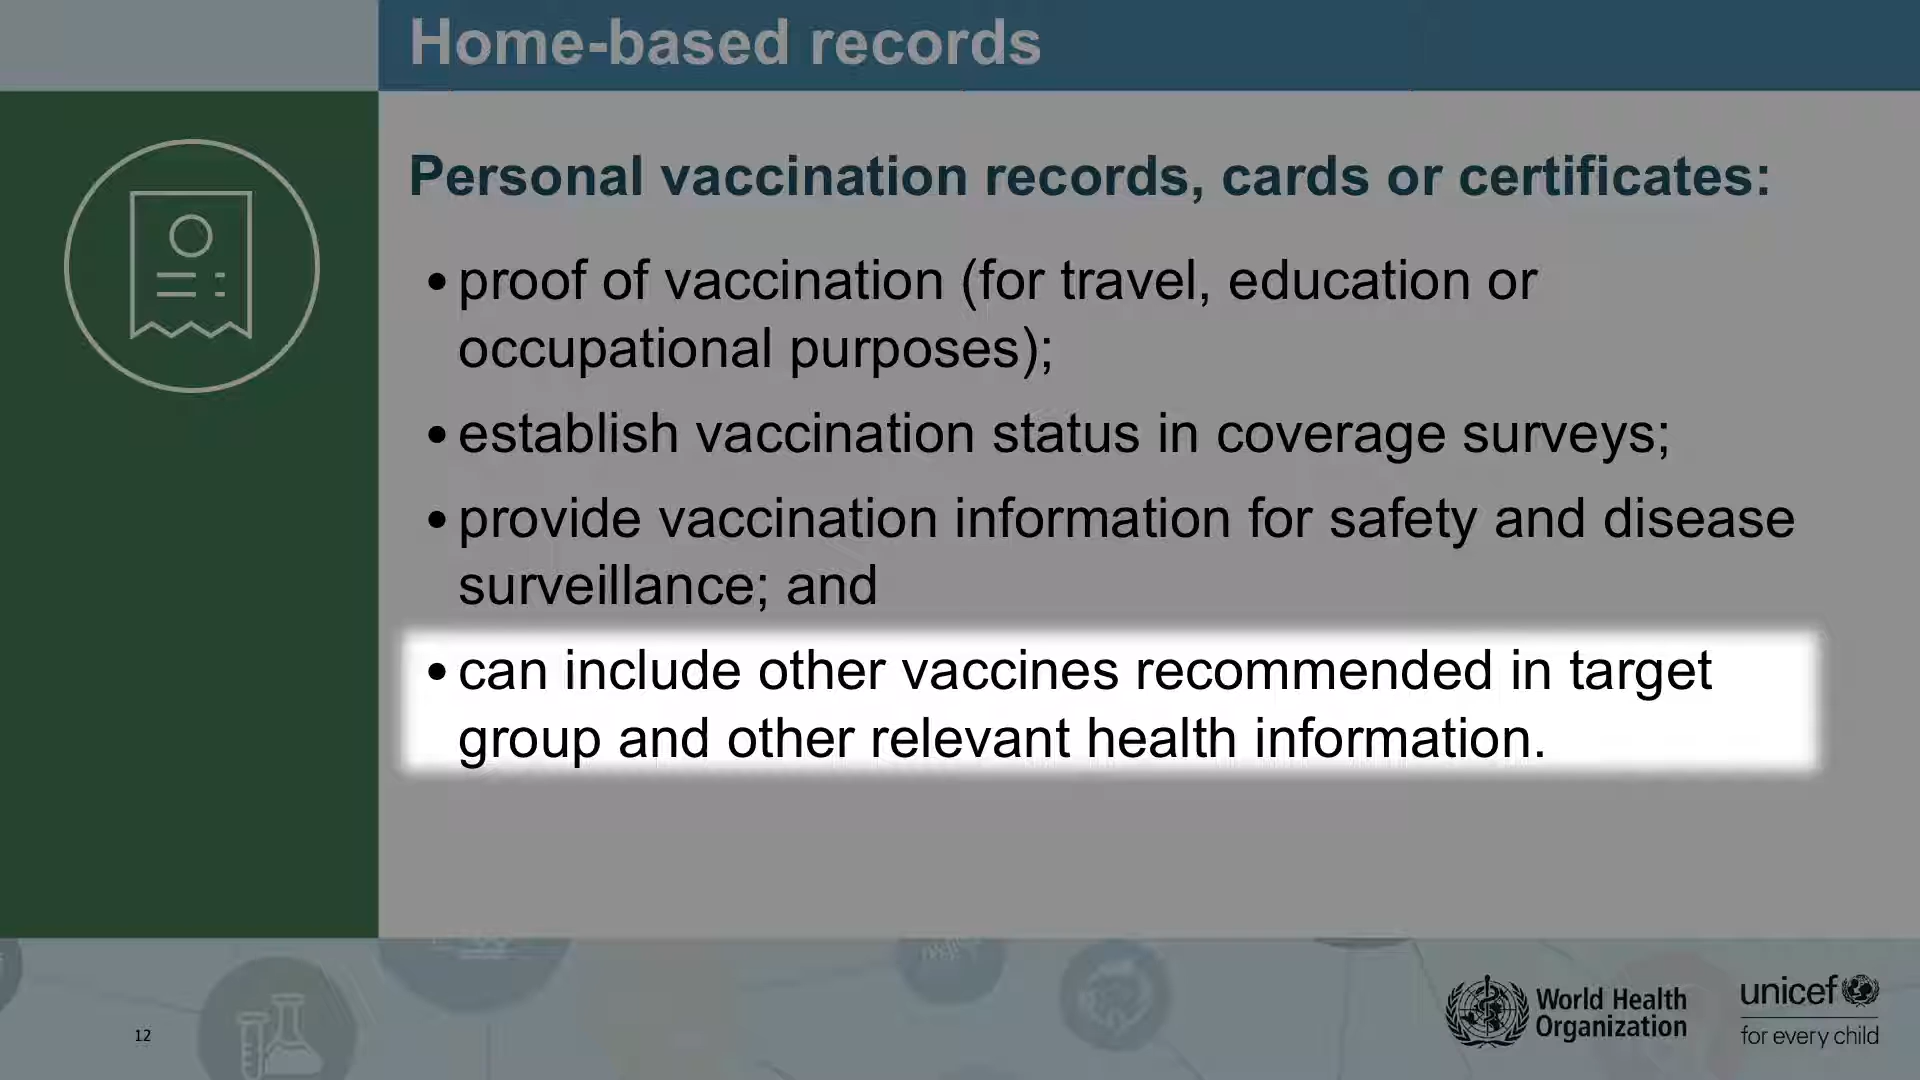 Home-based records
Personal vaccination records, cards or certificates:
• proof of vaccination (for travel, education or
occupational purposes);
• establish vaccination status in coverage surveys;
• provide vaccination information for safety and disease
surveillance; and
• can include other vaccines recommended in target
group and other relevant health information.
12
World Health
Organization
unicef
for every child